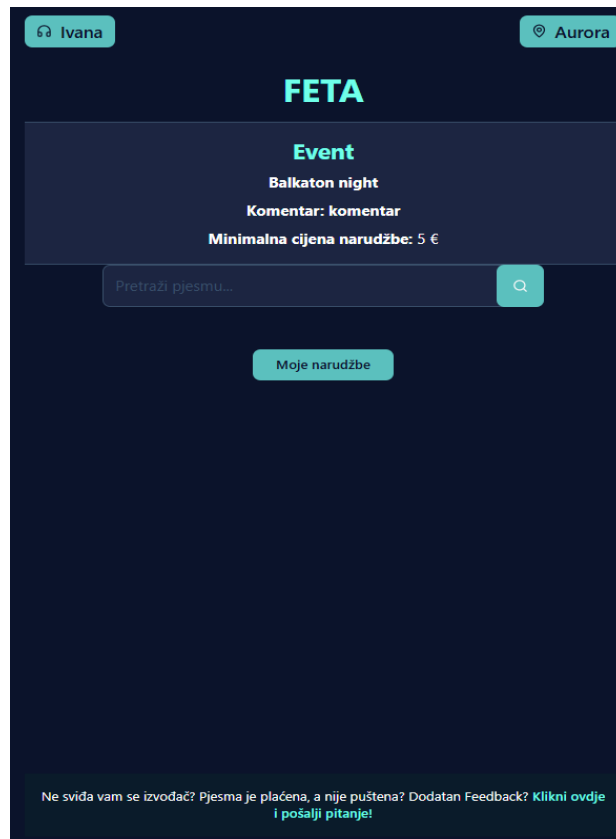 Ivana
Aurora
FETA
Event
Balkaton night
Komentar: komentar
Minimalna cijena narudžbe: 5 €
Pretraži pjesmu...
Moje narudžbe
Ne sviđa vam se izvođač? Pjesma je plaćena, a nije puštena? Dodatan Feedback? Klikni ovdje
i pošalji pitanje!